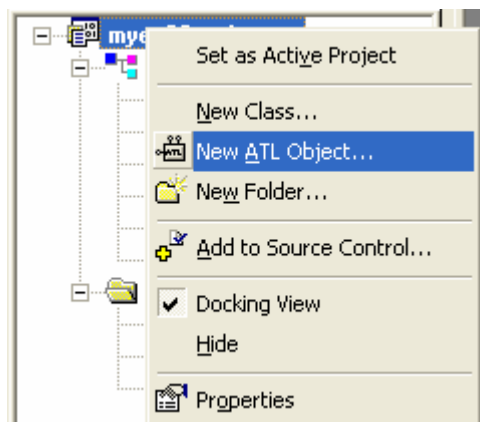 Set as Active Project
New Class...
New ATL Object...
New Folder...
Add to Source Control...
Docking View
Hide
Properties